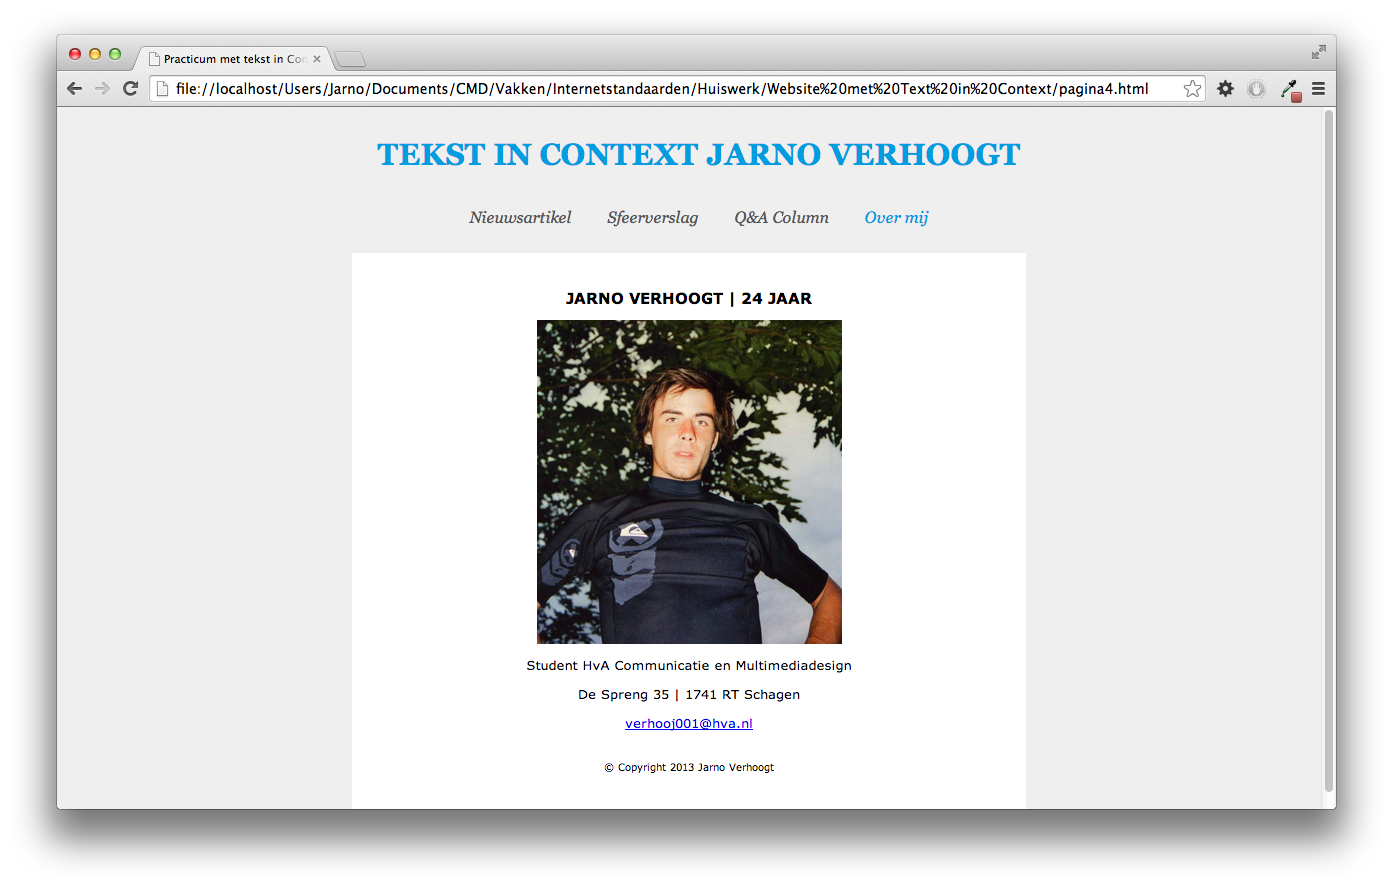 Practicum met tekst in Con
file://localhost/Users/Jarno/Documents/CMD/Vakken/Internetstandaarden/Huiswerk/Website%20met%20Text%20in%20Context/pagina4.html
TEKST IN CONTEXT JARNO VERHOOGT
Nieuwsartikel Sfeerverslag Q&A Column Over mij
JARNO VERHOOGT | 24 JAAR
Student HvA Communicatie en Multimediadesign
De Spreng 35 | 1741 RT Schagen
verhooj001@hva.nl
© Copyright 2013 Jarno Verhoogt